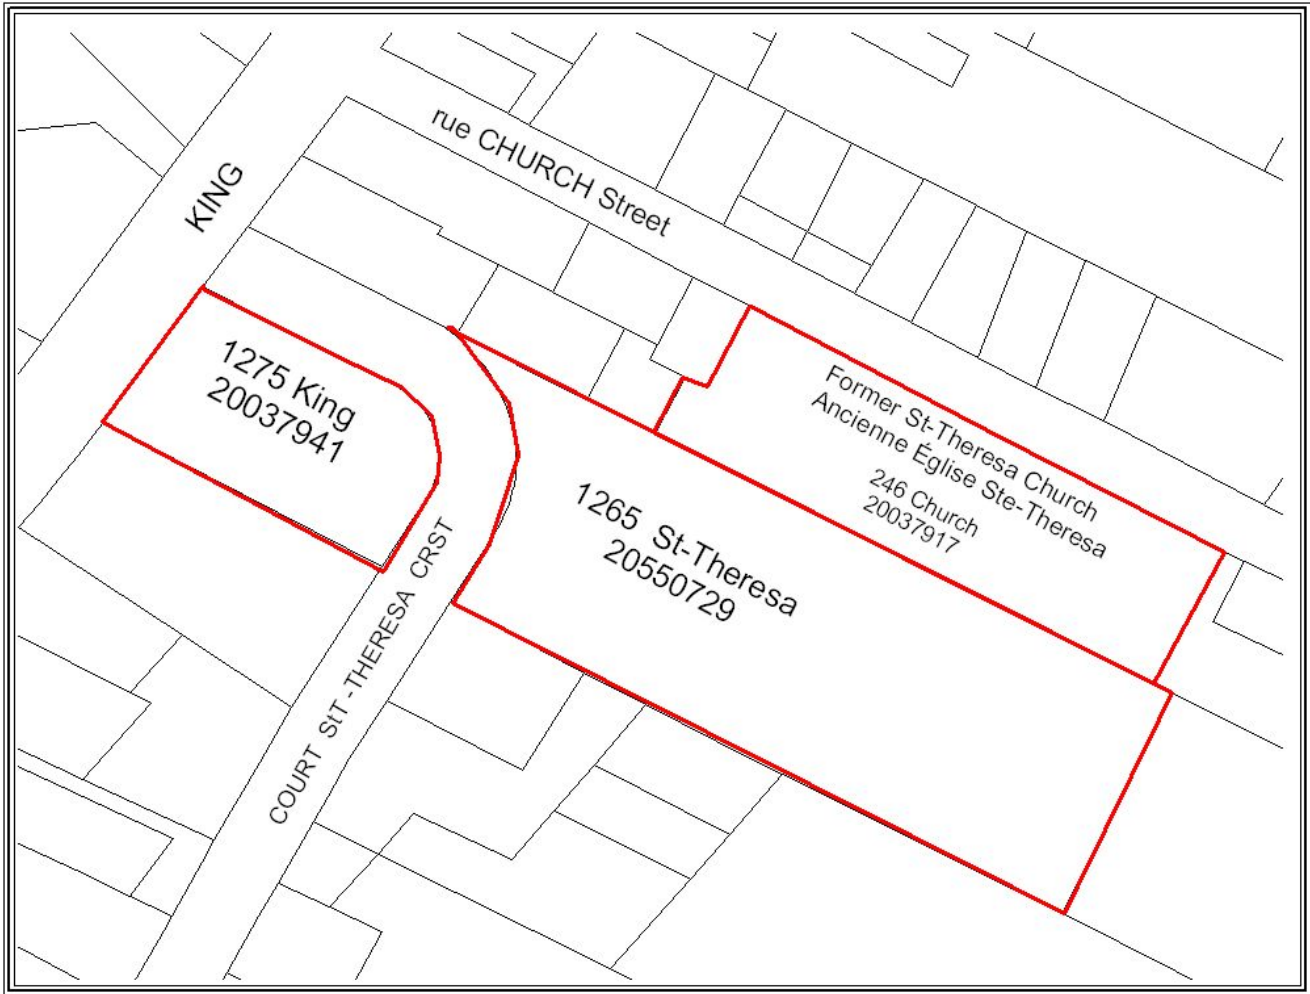 rue CHURCH Street
KING
1275 King
20037941
Former St-Theresa Church
Ancienne Église Ste-Theresa
246 Church
20037917
1265 St-Theresa
20550729
COURT StT-THERESA CRST